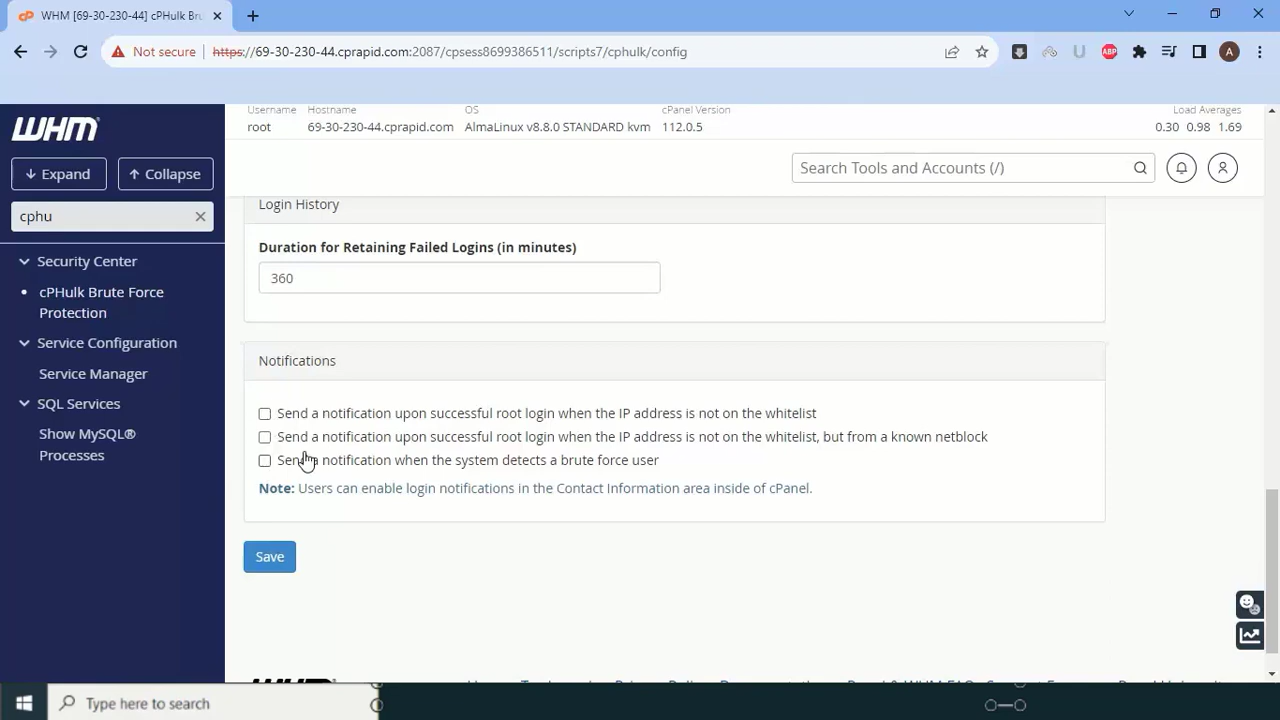 WHM [69-30-230-44] cPHulk Bru
Not secure
https://69-30-230-44.cprapid.com:2087/cpsess8699386511/scripts7/cphulk/config
ABP
A
WHM
Username
Hostname
OS
cPanel Version
Load Averages
root
69-30-230-44.cprapid.com
AlmaLinux v8.8.0 STANDARD kvm
112.0.5
0.30 0.98 1.69
Expand
Collapse
Search Tools and Accounts (/)
cphu
Security Center
cPHulk Brute Force
Protection
Service Configuration
Service Manager
SQL Services
Show MySQL®
Processes
Login History
Duration for Retaining Failed Logins (in minutes)
360
Notifications
Send a notification upon successful root login when the IP address is not on the whitelist
Send a notification upon successful root login when the IP address is not on the whitelist, but from a known netblock
Send a notification when the system detects a brute force user
Note: Users can enable login notifications in the Contact Information area inside of cPanel.
Save
Type here to search